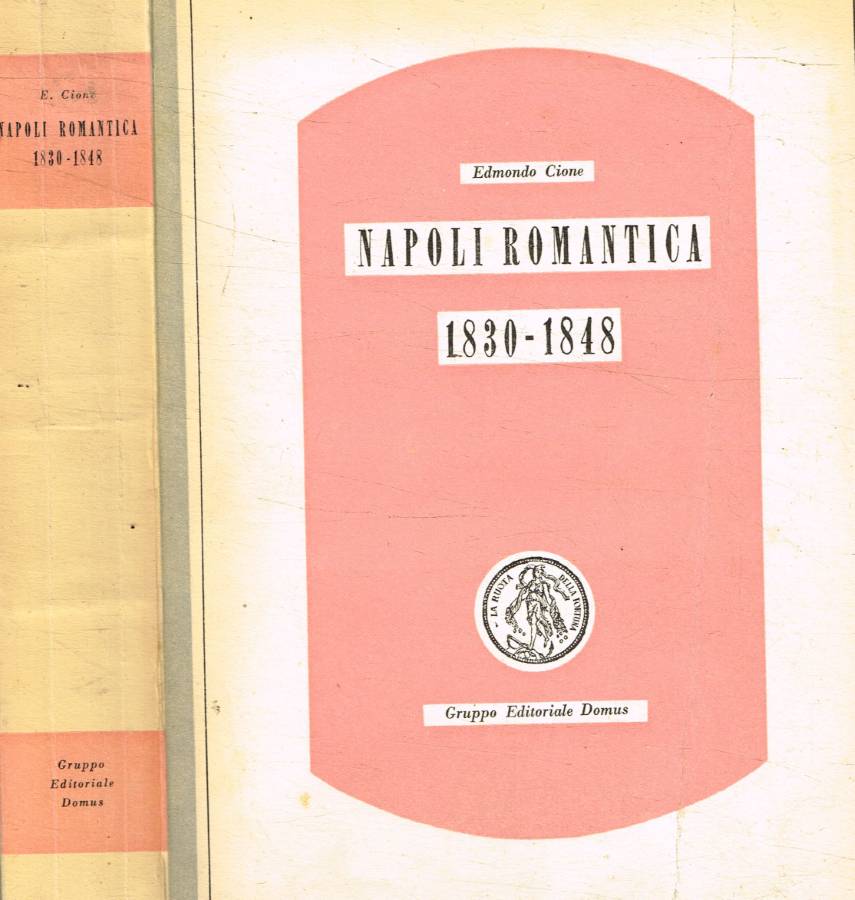 E. Cione
NAPOLI ROMANTICA
1830-1848
Gruppo
Editoriale
Domus
Edmondo Cione
NAPOLI ROMANTICA
1830-1848
LA RUOTA DELLA FORTUNA
Gruppo Editoriale Domus